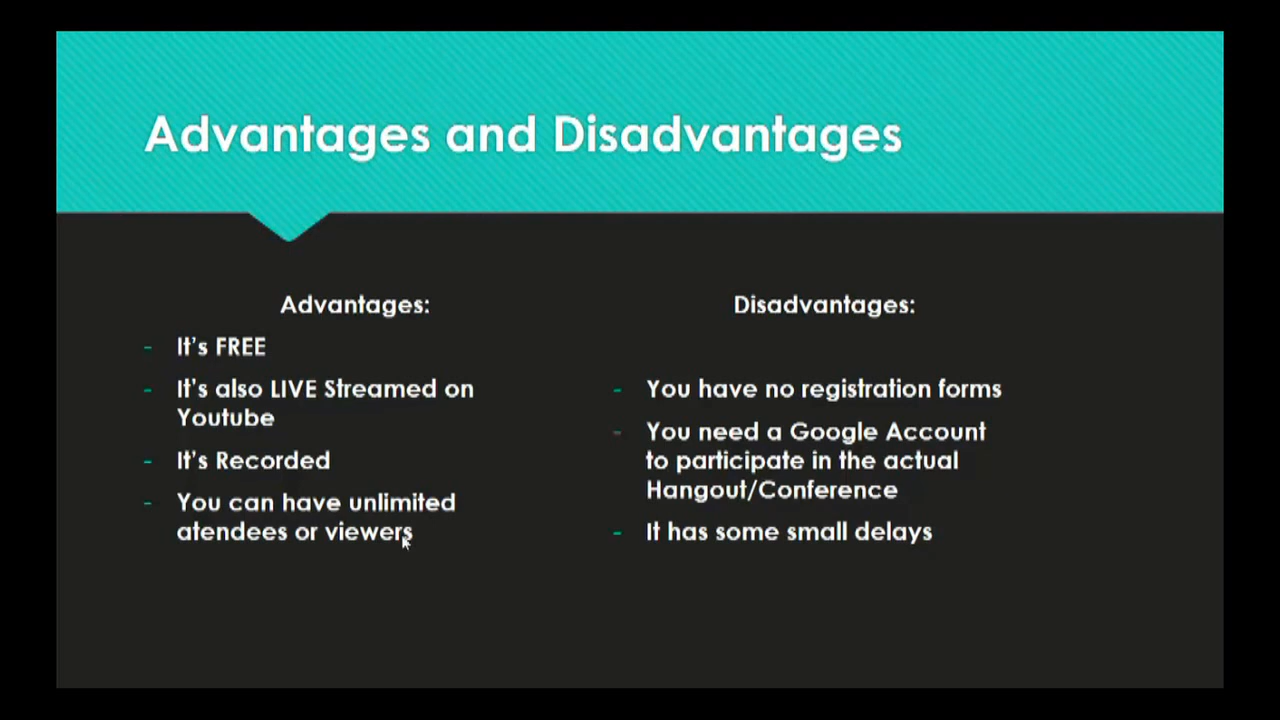 Advantages and Disadvantages
Advantages:
- It's FREE
- It's also LIVE Streamed on
Youtube
- It's Recorded
- You can have unlimited
atendees or viewers
Disadvantages:
- You have no registration forms
- You need a Google Account
to participate in the actual
Hangout/Conference
- It has some small delays